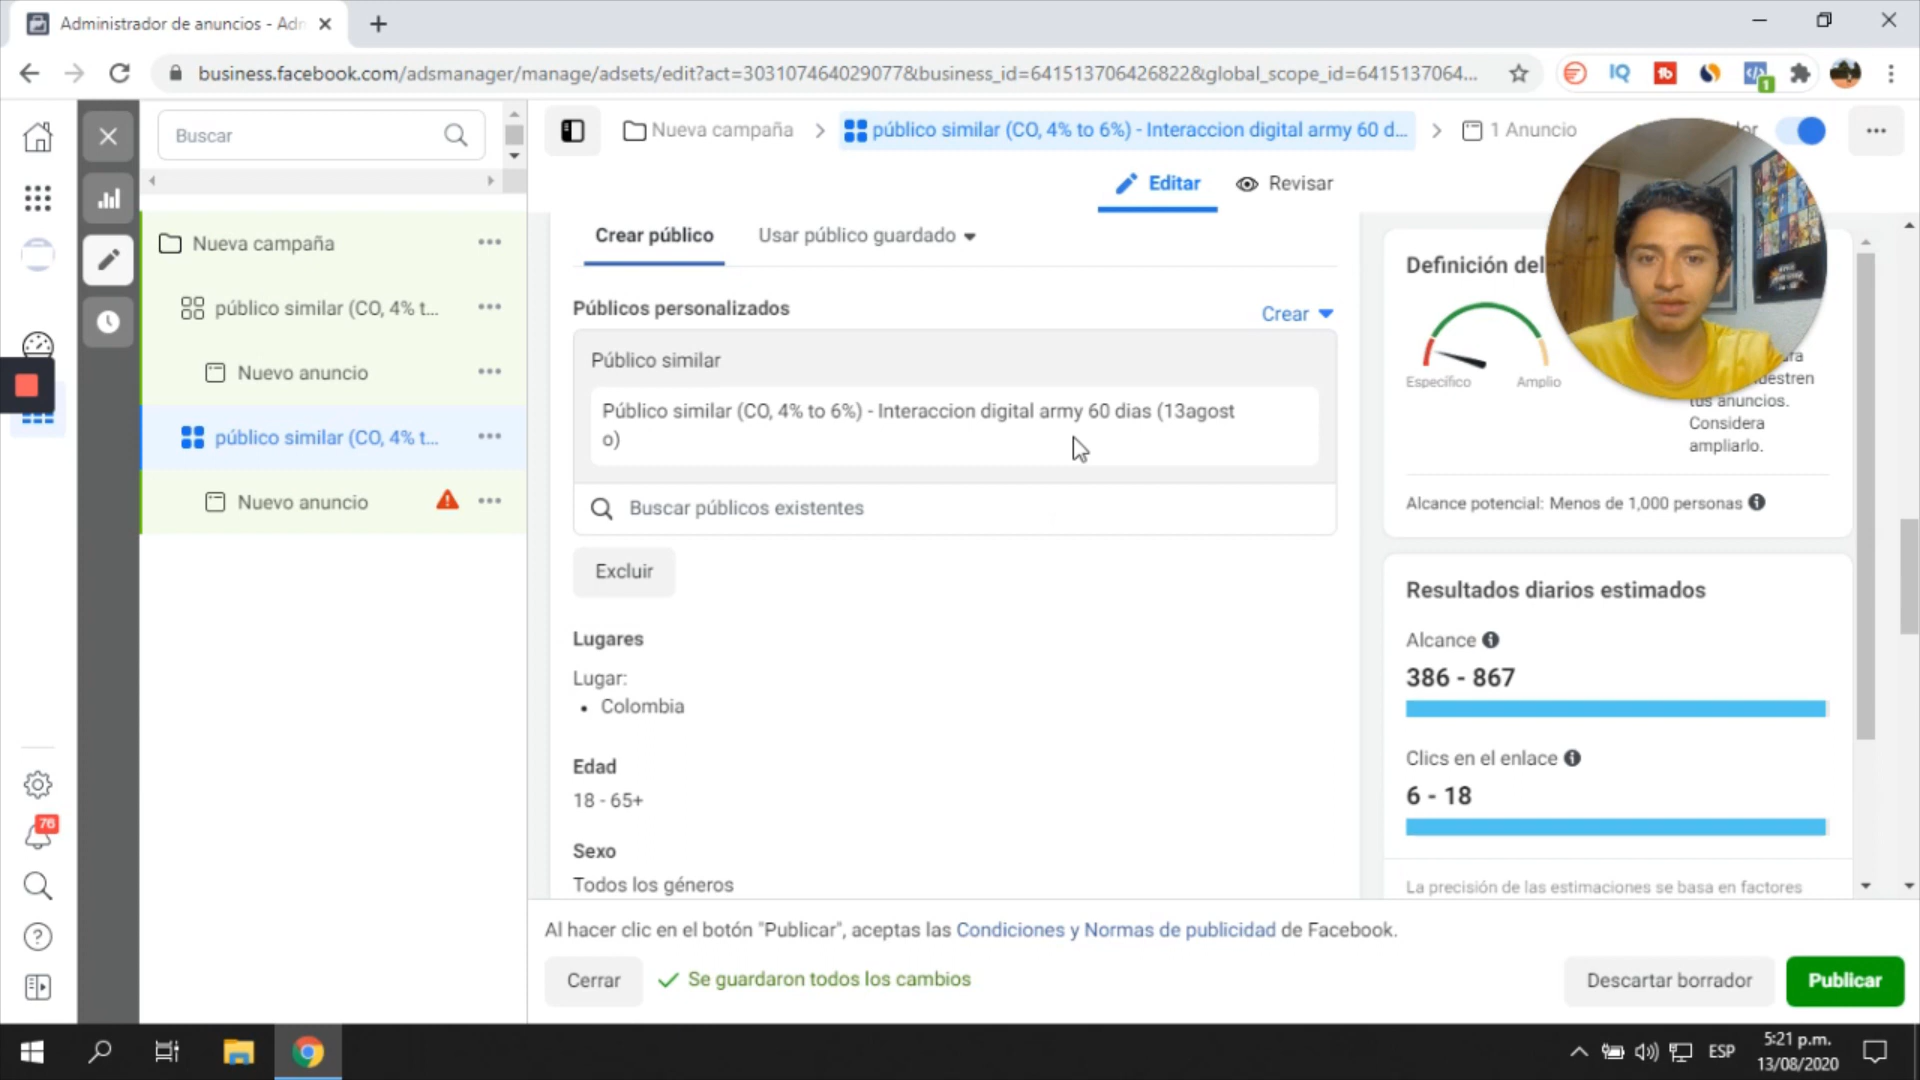 Administrador de anuncios - Adm
business.facebook.com/adsmanager/manage/adsets/edit?act=303107464029077&business_id=641513706426822&global_scope_id=6415137064...
IQ
1
Buscar
Nueva campaña
público similar (CO, 4% to 6%) - Interaccion digital army 60 d...
1 Anuncio
Editar
Revisar
Nueva campaña
público similar (CO, 4% t...
Nuevo anuncio
público similar (CO, 4% t...
Nuevo anuncio
76
Crear público
Usar público guardado
Públicos personalizados
Crear
Público similar
Público similar (CO, 4% to 6%) - Interaccion digital army 60 dias (13agost
o)
Buscar públicos existentes
Excluir
Lugares
Lugar:
Colombia
Edad
18 - 65+
Sexo
Todos los géneros
Definición del
Específico
Amplio
tus anuncios.
Considera
ampliarlo.
Alcance potencial: Menos de 1,000 personas
Resultados diarios estimados
Alcance
386 - 867
Clics en el enlace
6 - 18
La precisión de las estimaciones se basa en factores
Al hacer clic en el botón "Publicar", aceptas las Condiciones y Normas de publicidad de Facebook.
Cerrar
Se guardaron todos los cambios
Descartar borrador
Publicar
ESP
5:21 p.m.
13/08/2020